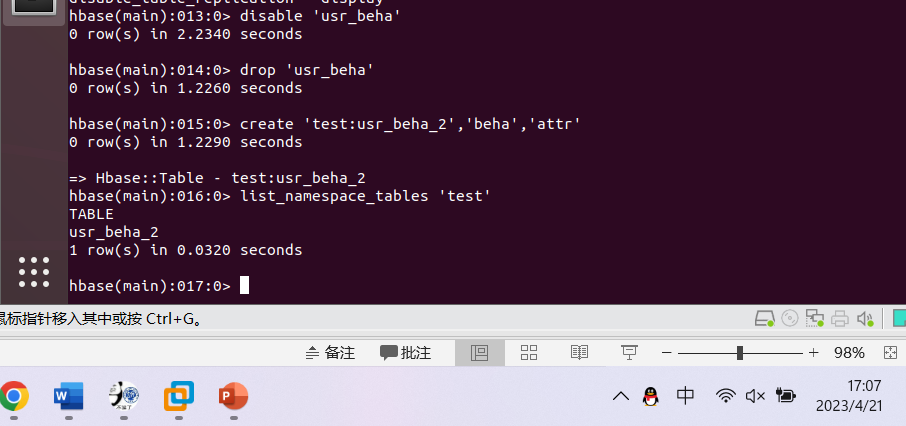 disable_table_replication display
hbase(main):013:0> disable 'usr_beha'
0 row(s) in 2.2340 seconds
hbase(main):014:0> drop 'usr_beha'
0 row(s) in 1.2260 seconds
hbase(main):015:0> create 'test:usr_beha_2','beha','attr'
0 row(s) in 1.2290 seconds
=> Hbase::Table - test:usr_beha_2
hbase(main):016:0> list_namespace_tables 'test'
TABLE
usr_beha_2
1 row(s) in 0.0320 seconds
hbase(main):017:0>
鼠标指针移入其中或按 Ctrl+G。
备注 批注 98%
W P 中 17:07
2023/4/21